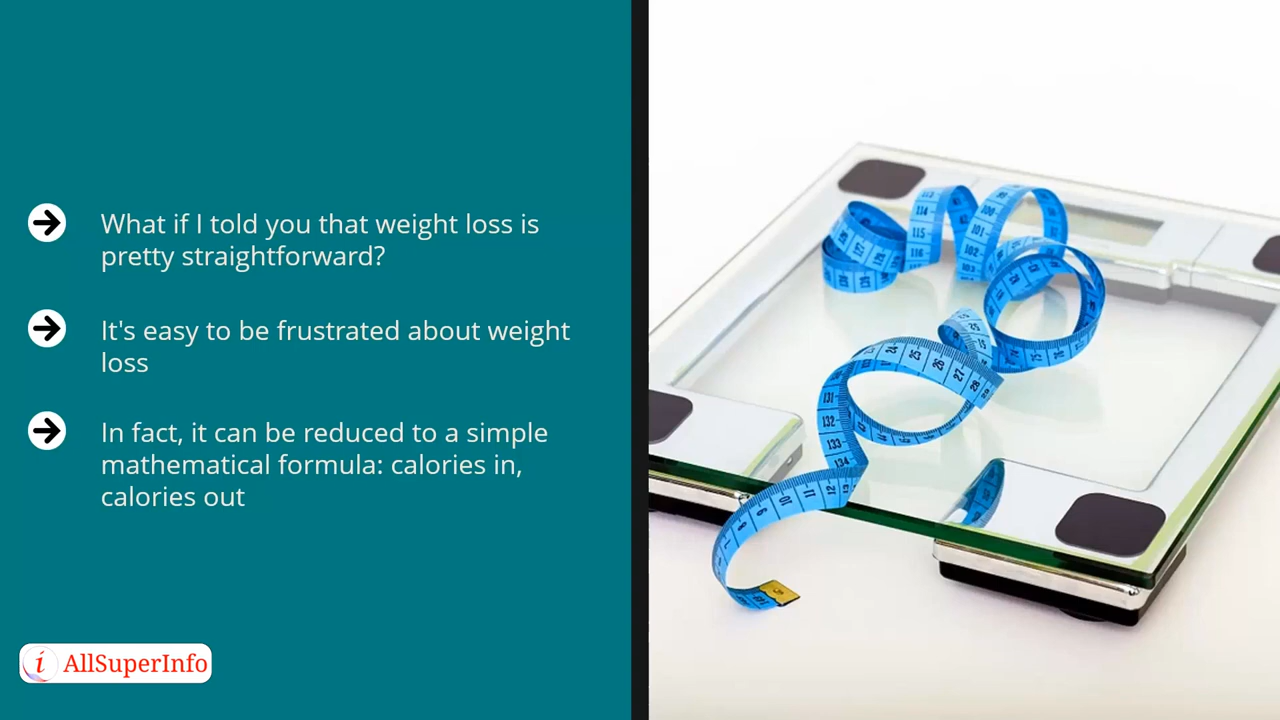 What if I told you that weight loss is
pretty straightforward?
It's easy to be frustrated about weight
loss
In fact, it can be reduced to a simple
mathematical formula: calories in,
calories out
i AllSuperInfo